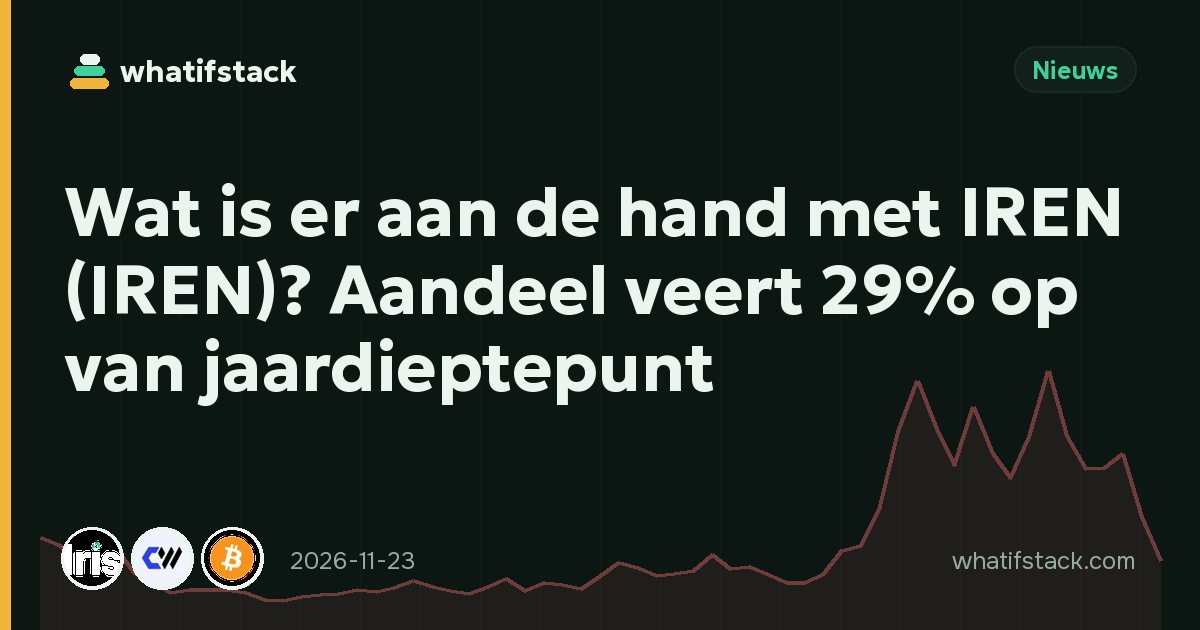 whatifstack
Nieuws
Wat is er aan de hand met IREN
(IREN)? Aandeel veert 29% op
van jaardieptepunt
Iris
2026-11-23
whatifstack.com